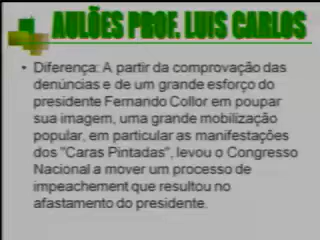 AULÕES PROF. LUIS CARLOS
• Diferença: A partir da comprovação das
denúncias e de um grande esforço do
presidente Fernando Collor em poupar
sua imagem, uma grande mobilização
popular, em particular as manifestações
dos "Caras Pintadas", levou o Congresso
Nacional a mover um processo de
impeachement que resultou no
afastamento do presidente.